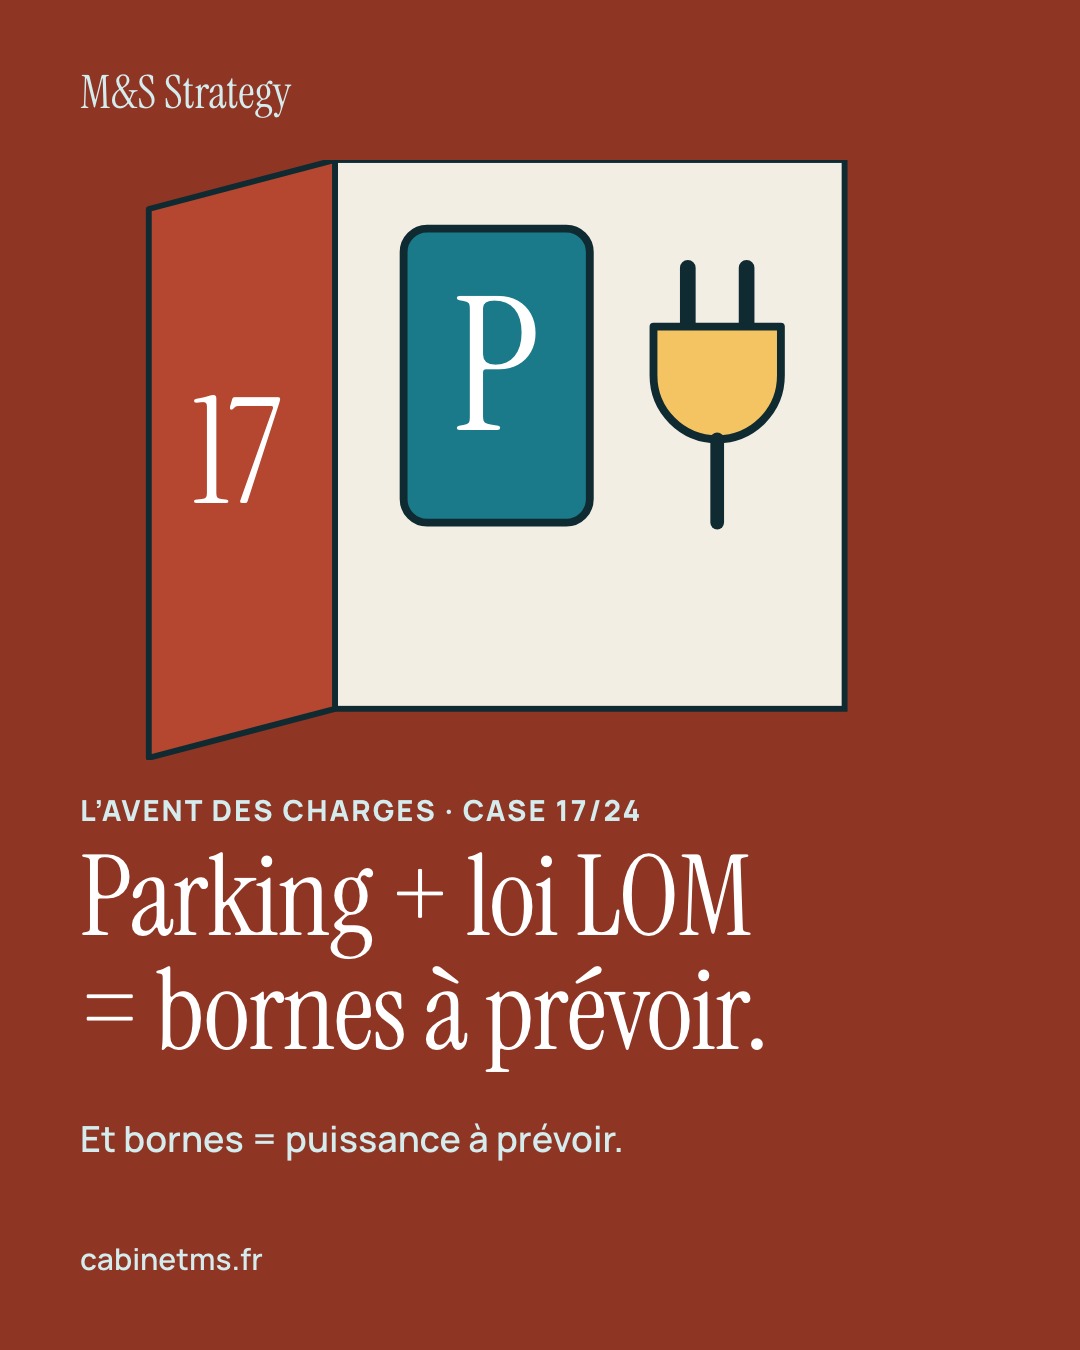 M&S Strategy
17
P
L’AVENT DES CHARGES · CASE 17/24
Parking + loi LOM
= bornes à prévoir.
Et bornes = puissance à prévoir.
cabinetms.fr